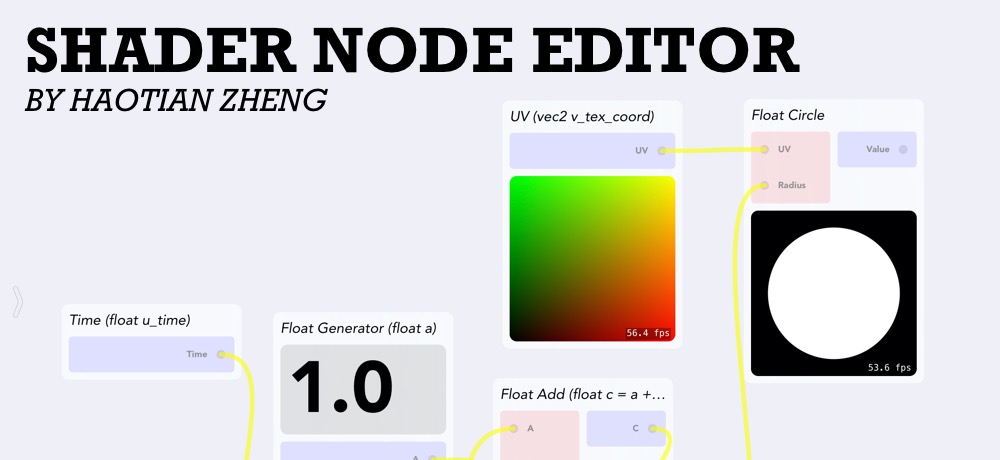 SHADER NODE EDITOR
BY HAOTIAN ZHENG
UV (vec2 v_tex_coord)
UV
56.4 fps
Float Circle
UV
Value
Radius
53.6 fps
Time (float u_time)
Time
Float Generator (float a)
1.0
A
Float Add (float c = a +…
A
C